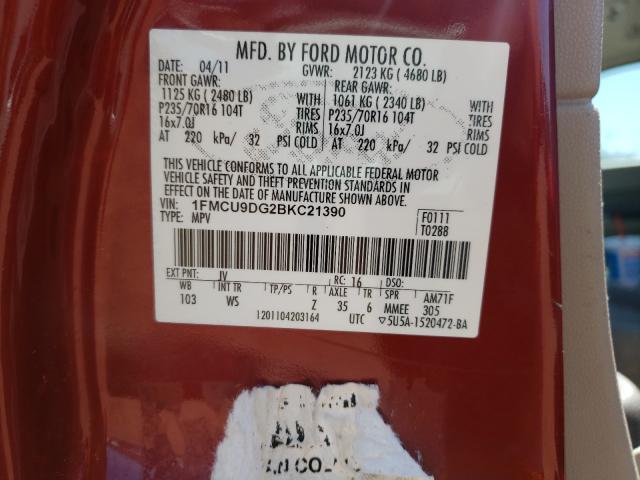 MFD. BY FORD MOTOR CO.
DATE: 04/11 GVWR: 2123 KG ( 4680 LB)
FRONT GAWR: REAR GAWR:
1125 KG ( 2480 LB) WITH 1061 KG ( 2340 LB) WITH
P235/70R16 104T TIRES P235/70R16 104T TIRES
16x7.0J RIMS 16x7.0J RIMS
AT 220 kPa/ 32 PSI COLD AT 220 kPa/ 32 PSI COLD
THIS VEHICLE CONFORMS TO ALL APPLICABLE FEDERAL MOTOR
VEHICLE SAFETY AND THEFT PREVENTION STANDARDS IN
EFFECT ON THE DATE OF MANUFACTURE SHOWN ABOVE.
VIN: 1FMCU9DG2BKC21390 F0111
TYPE: MPV T0288
EXT PNT: JV RC: 16 DSO:
WB INT TR TP/PS R AXLE TR SPR AM71F
103 WS Z 35 6 MMEE 305
1201104203164 UTC ▽5U5A-1520472-BA
AN CO